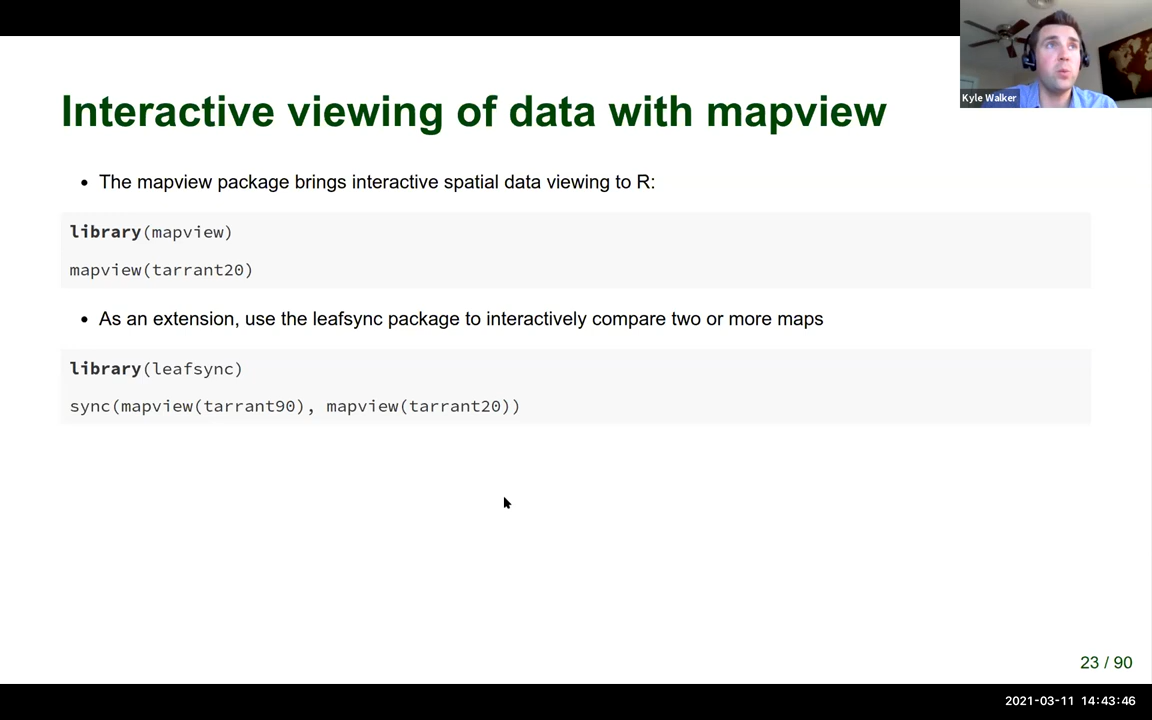 Kyle Walker
Interactive viewing of data with mapview
• The mapview package brings interactive spatial data viewing to R:
library(mapview)
mapview(tarrant20)
• As an extension, use the leafsync package to interactively compare two or more maps
library(leafsync)
sync(mapview(tarrant90), mapview(tarrant20))
23 / 90
2021-03-11 14:43:46